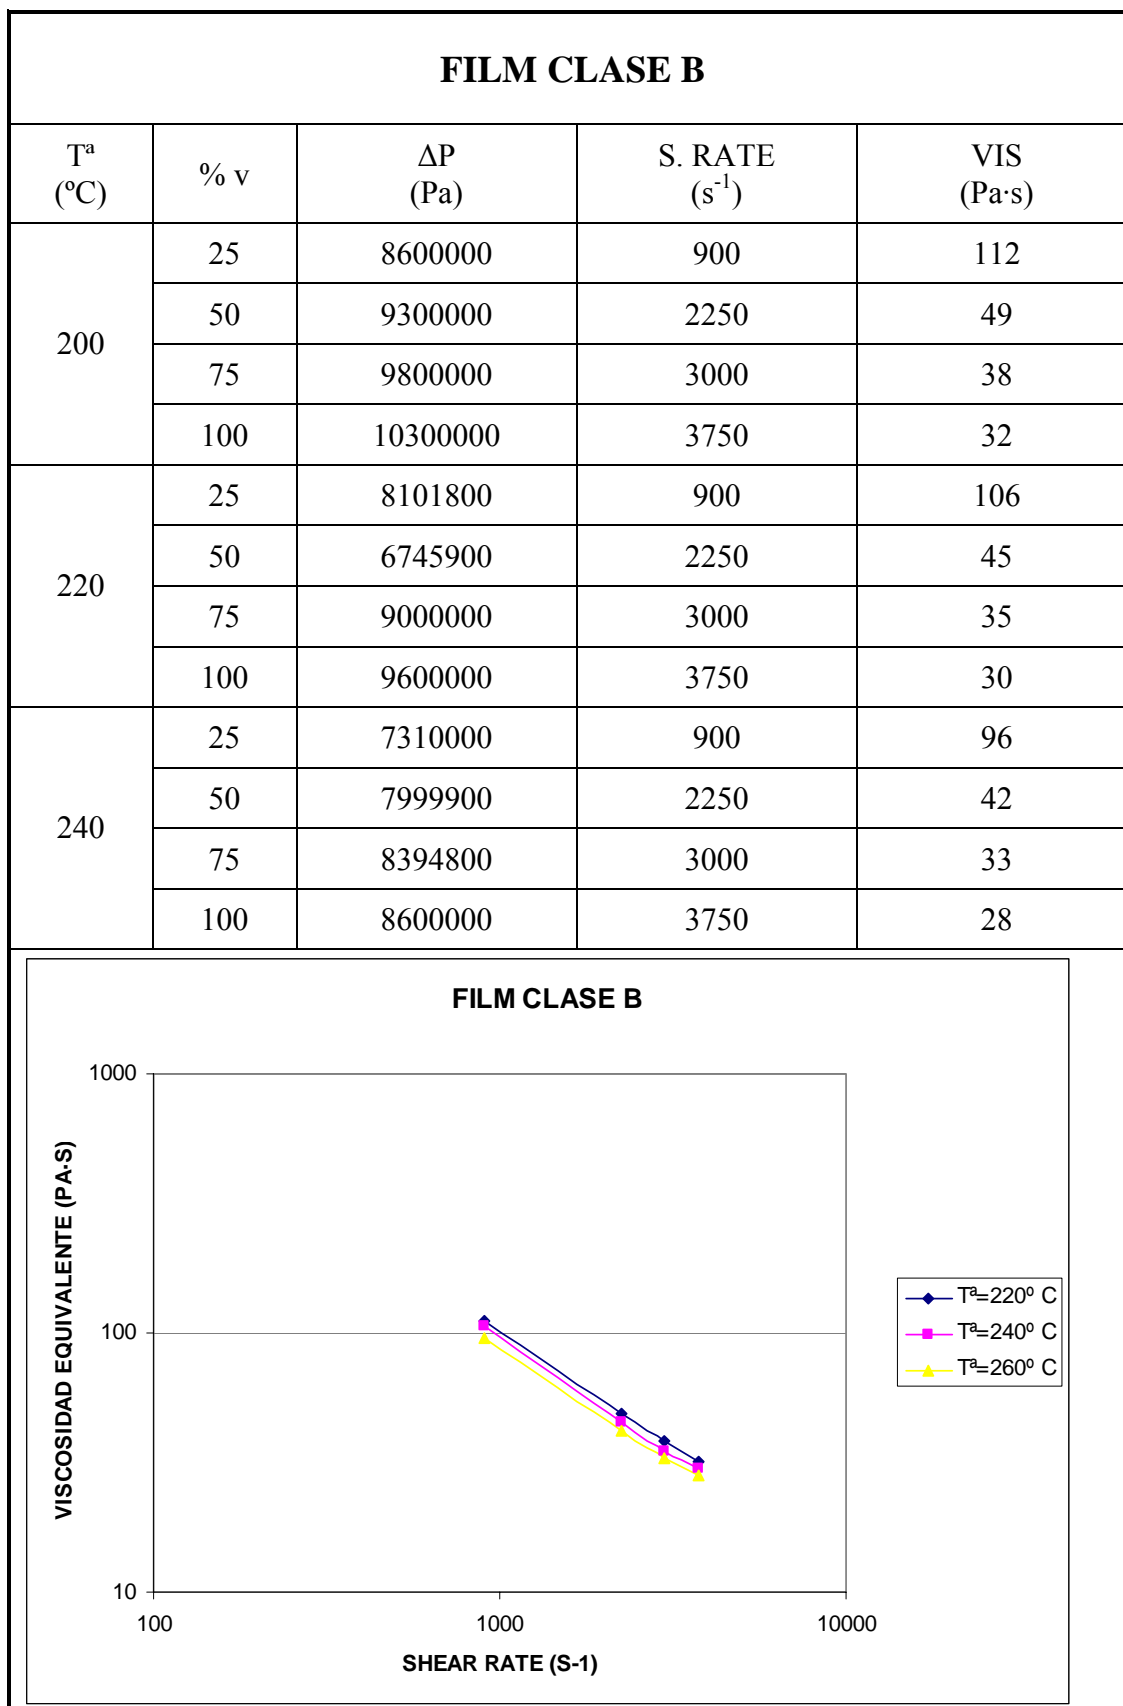 FILM CLASE B
Tª (ºC) % v ΔP (Pa) S. RATE (s-1) VIS (Pa·s)
200 25 8600000 900 112
50 9300000 2250 49
75 9800000 3000 38
100 10300000 3750 32
220 25 8101800 900 106
50 6745900 2250 45
75 9000000 3000 35
100 9600000 3750 30
240 25 7310000 900 96
50 7999900 2250 42
75 8394800 3000 33
100 8600000 3750 28
FILM CLASE B
VISCOSIDAD EQUIVALENTE (PA·S)
1000
100
10
100 1000 10000
SHEAR RATE (S-1)
Tª=220º C
Tª=240º C
Tª=260º C